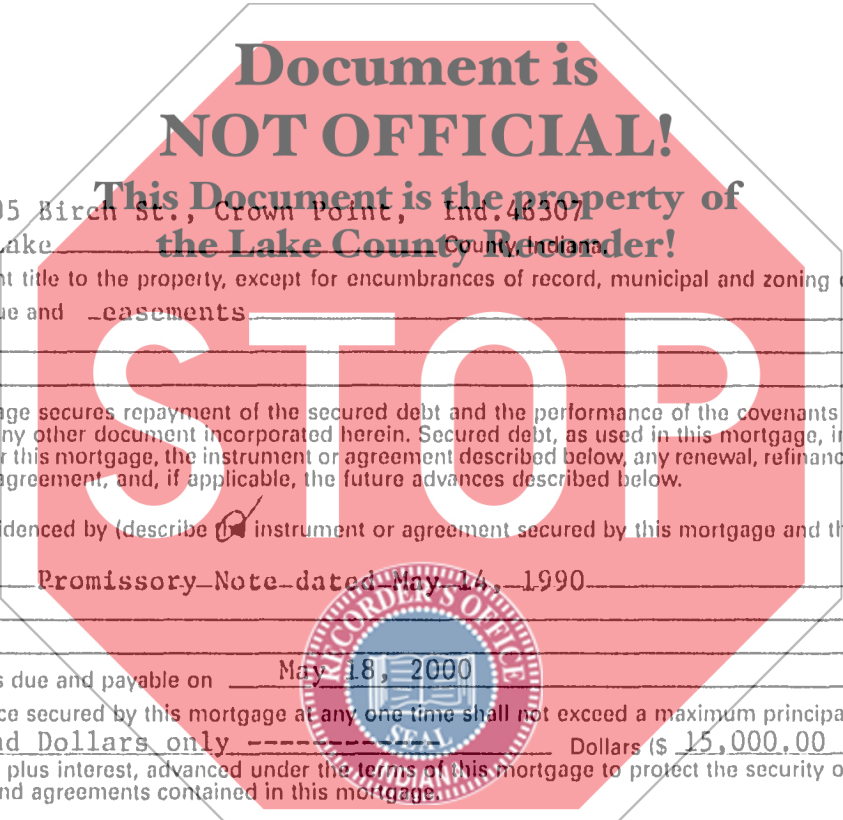 Document is
NOT OFFICIAL!
This Document is the property of
the Lake County Recorder!
5 Birch St., Crown Point, Ind. 46307
Lake County, Indiana,
nt title to the property, except for encumbrances of record, municipal and zoning
ue and easements
STOP
age secures repayment of the secured debt and the performance of the covenants
ny other document incorporated herein. Secured debt, as used in this mortgage, in
r this mortgage, the instrument or agreement described below, any renewal, refinanc
agreement, and, if applicable, the future advances described below.
idenced by (describe instrument or agreement secured by this mortgage and th
Promissory Note dated May 14, 1990
RECORDER'S OFFICE
s due and payable on May 18, 2000
ce secured by this mortgage at any one time shall not exceed a maximum principa
nd Dollars only ------------- Dollars ($ 15,000.00
SEAL
plus interest, advanced under the terms of this mortgage to protect the security o
nd agreements contained in this mortgage.